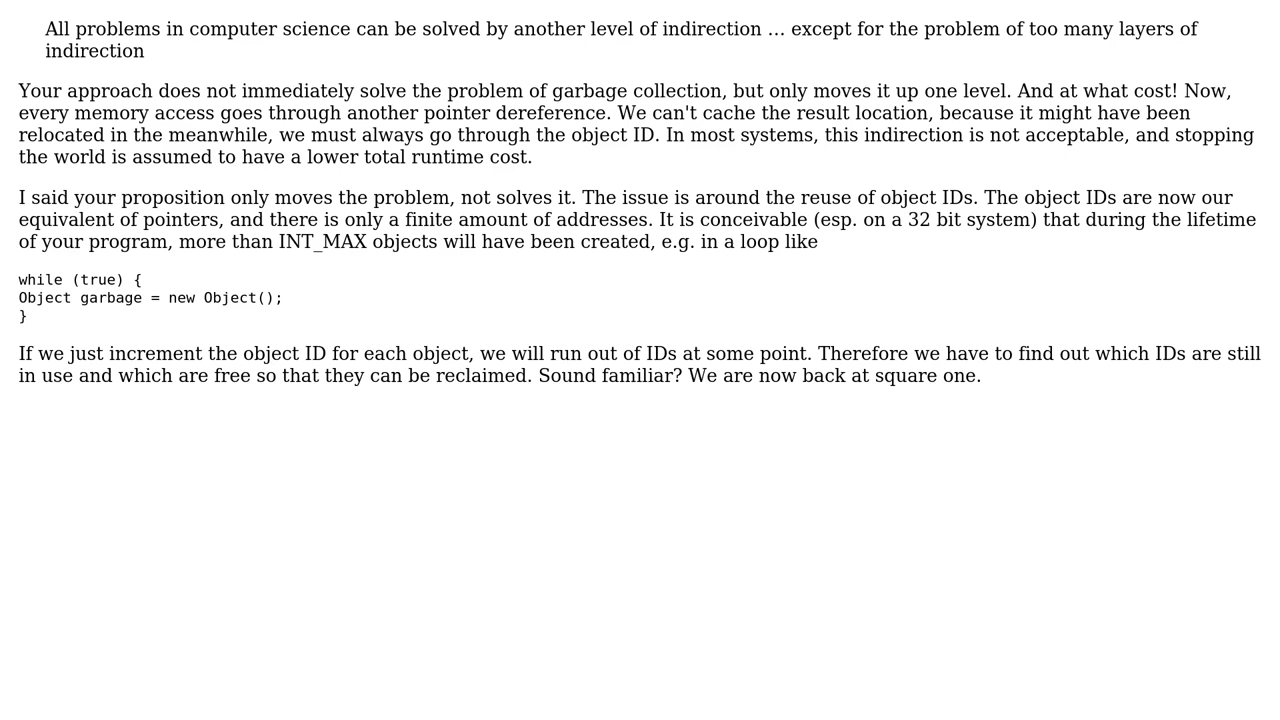 All problems in computer science can be solved by another level of indirection … except for the problem of too many layers of
indirection
Your approach does not immediately solve the problem of garbage collection, but only moves it up one level. And at what cost! Now,
every memory access goes through another pointer dereference. We can't cache the result location, because it might have been
relocated in the meanwhile, we must always go through the object ID. In most systems, this indirection is not acceptable, and stopping
the world is assumed to have a lower total runtime cost.
I said your proposition only moves the problem, not solves it. The issue is around the reuse of object IDs. The object IDs are now our
equivalent of pointers, and there is only a finite amount of addresses. It is conceivable (esp. on a 32 bit system) that during the lifetime
of your program, more than INT_MAX objects will have been created, e.g. in a loop like
while (true) {
Object garbage = new Object();
}
If we just increment the object ID for each object, we will run out of IDs at some point. Therefore we have to find out which IDs are still
in use and which are free so that they can be reclaimed. Sound familiar? We are now back at square one.